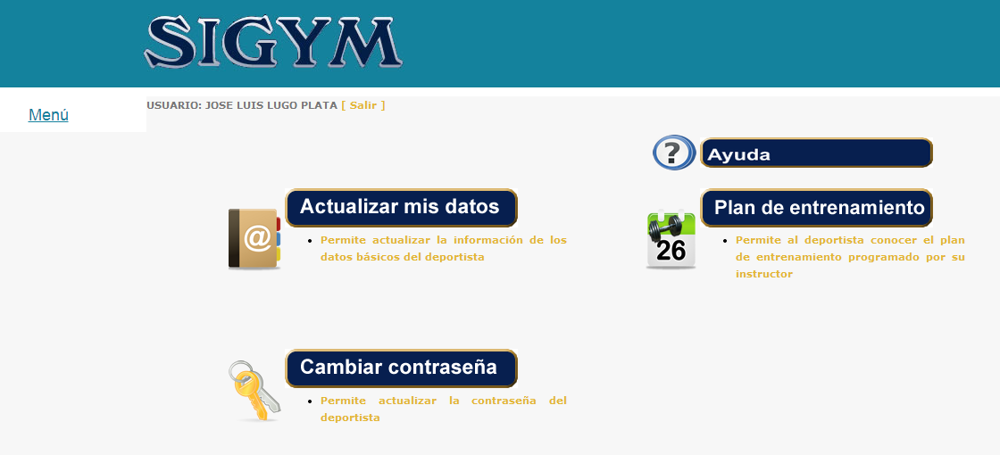 SIGYM
Menú
USUARIO: JOSE LUIS LUGO PLATA [ Salir ]
?
Ayuda
@
Actualizar mis datos
Permite actualizar la información de los
datos básicos del deportista
26
Plan de entrenamiento
Permite al deportista conocer el plan
de entrenamiento programado por su
instructor
Cambiar contraseña
Permite actualizar la contraseña del
deportista